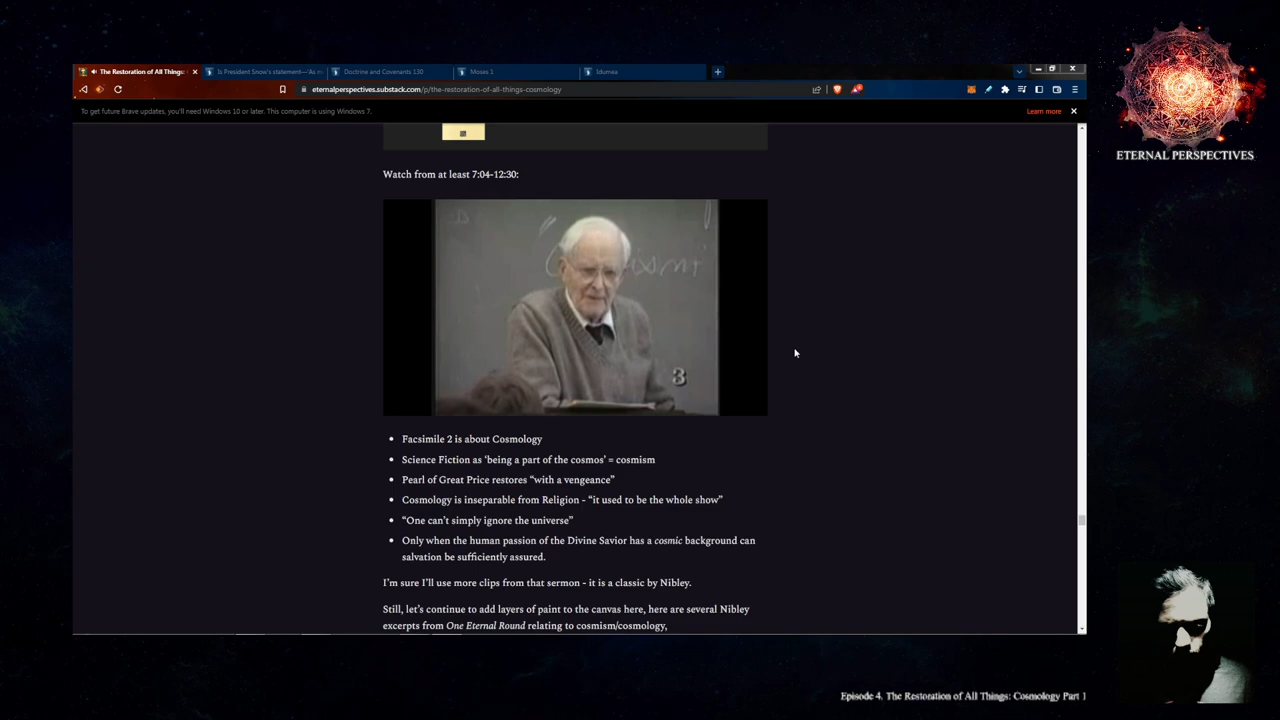 The Restoration of All Things:
Is President Snow's statement—'As m
Doctrine and Covenants 130
Moses 1
Idumea
eternalperspectives.substack.com/p/the-restoration-of-all-things-cosmology
To get future Brave updates, you'll need Windows 10 or later. This computer is using Windows 7.
Learn more
ETERNAL PERSPECTIVES
Watch from at least 7:04-12:30:
3
Facsimile 2 is about Cosmology
Science Fiction as ‘being a part of the cosmos’ = cosmism
Pearl of Great Price restores “with a vengeance”
Cosmology is inseparable from Religion - “it used to be the whole show”
“One can’t simply ignore the universe”
Only when the human passion of the Divine Savior has a cosmic background can
salvation be sufficiently assured.
I’m sure I’ll use more clips from that sermon - it is a classic by Nibley.
Still, let’s continue to add layers of paint to the canvas here, here are several Nibley
excerpts from One Eternal Round relating to cosmism/cosmology,
Episode 4. The Restoration of All Things: Cosmology Part 1